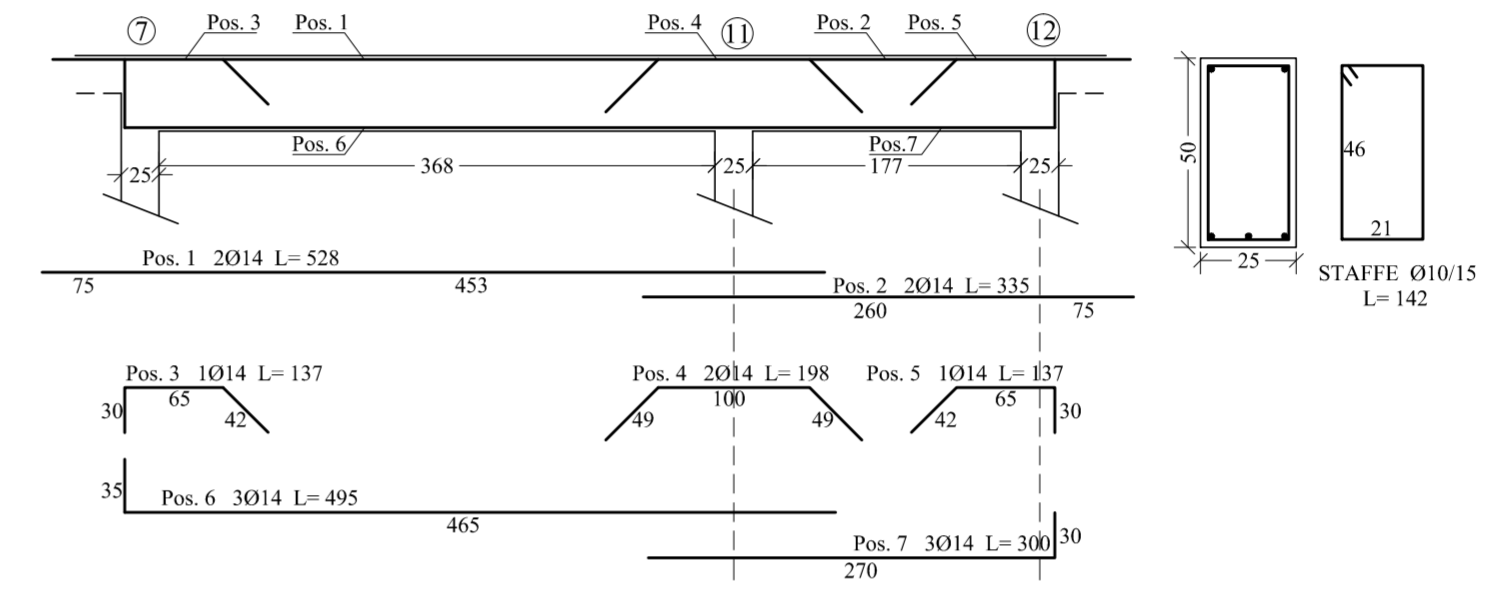 7 Pos. 3 Pos. 1 Pos. 4 11 Pos. 2 Pos. 5 12
Pos. 6 Pos.7
25 368 25 177 25
50
25
46
21
STAFFE Ø10/15
L= 142
Pos. 1 2Ø14 L= 528
75 453
Pos. 2 2Ø14 L= 335
260 75
Pos. 3 1Ø14 L= 137
30 65 42
Pos. 4 2Ø14 L= 198
49 100 49
Pos. 5 1Ø14 L= 137
42 65 30
35 Pos. 6 3Ø14 L= 495
465
Pos. 7 3Ø14 L= 300 30
270